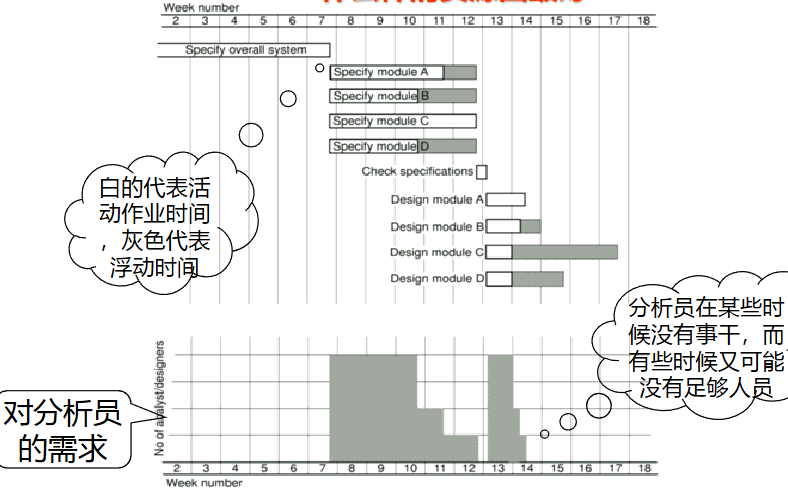 Week number
2 3 4 5 6 7 8 9 10 11 12 13 14 15 16 17 18
Specify overall system
Specify module A
Specify module B
Specify module C
Specify module D
Check specifications
Design module A
Design module B
Design module C
Design module D
白的代表活
动作业时间
，灰色代表
浮动时间
分析员在某些时
候没有事干，而
有些时候又可能
没有足够人员
对分析员
的需求
No of analyst/designers
2 3 4 5 6 7 8 9 10 11 12 13 14 15 16 17 18
Week number